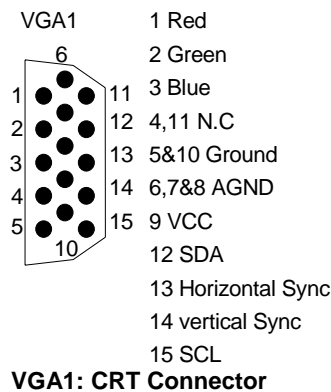 VGA1
6
1
2
3
4
5
11
12
13
14
15
10
1 Red
2 Green
3 Blue
4,11 N.C
5&10 Ground
6,7&8 AGND
9 VCC
12 SDA
13 Horizontal Sync
14 vertical Sync
15 SCL
VGA1: CRT Connector